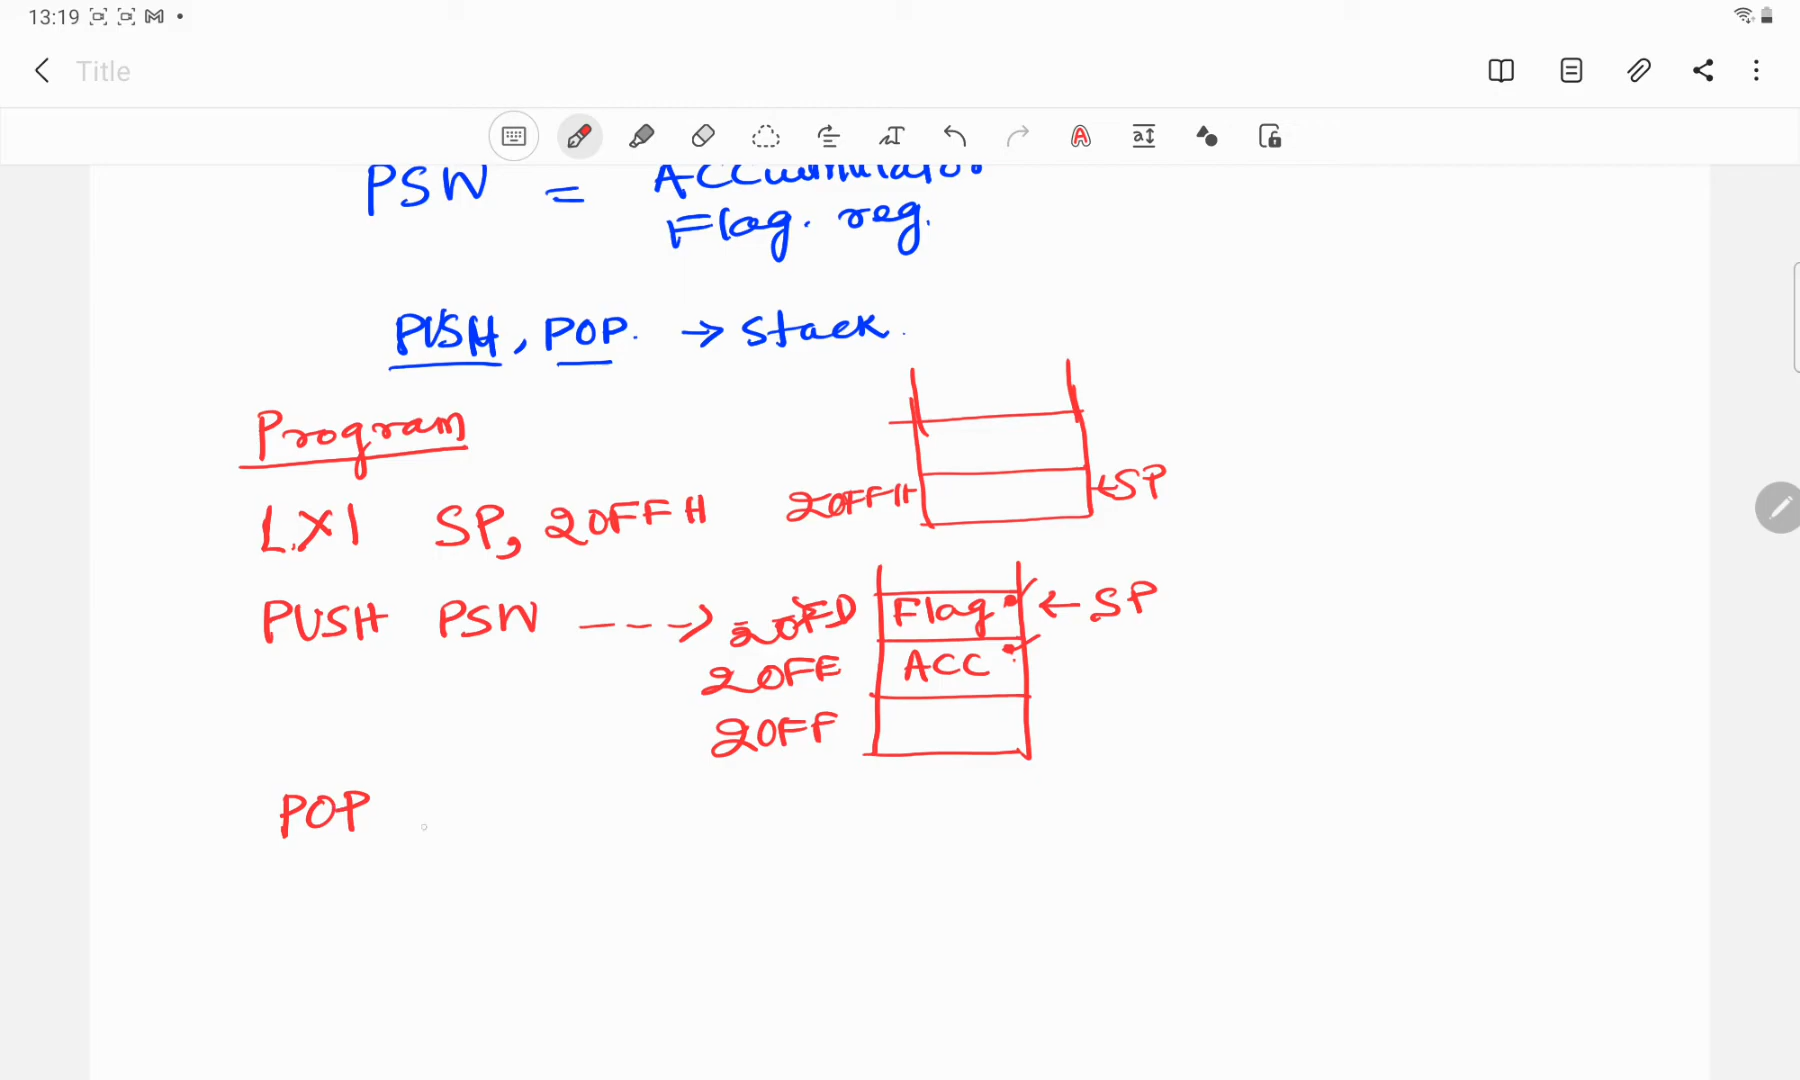 13:19
Title
PSW = Accumulator
Flag. reg.
PUSH, POP. → Stack.
Program
LXI SP, 20FFH
20FFH ←SP
PUSH PSW ----> 20FD Flag ← SP
20FE ACC
20FF
POP